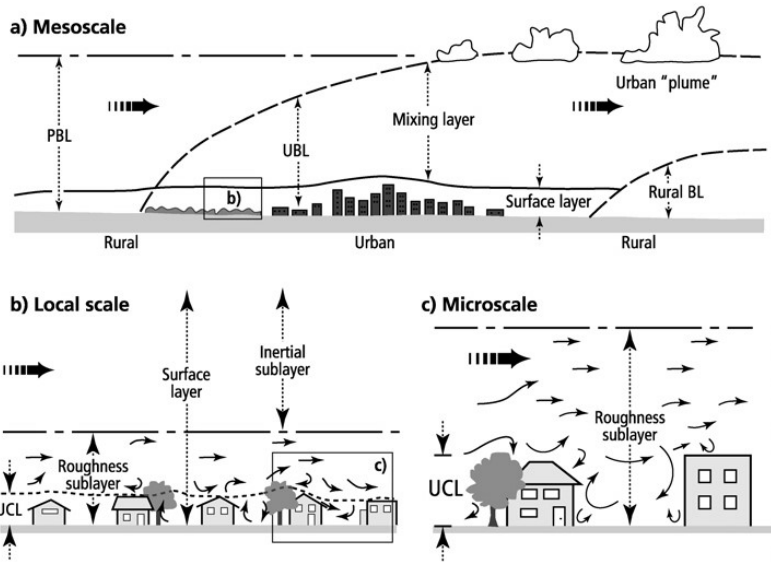 a) Mesoscale
Urban "plume"
PBL
Mixing layer
UBL
b)
Surface layer
Rural BL
Rural
Urban
Rural
b) Local scale
Inertial
sublayer
Surface
layer
Roughness
sublayer
c)
UCL
c) Microscale
Roughness
sublayer
UCL